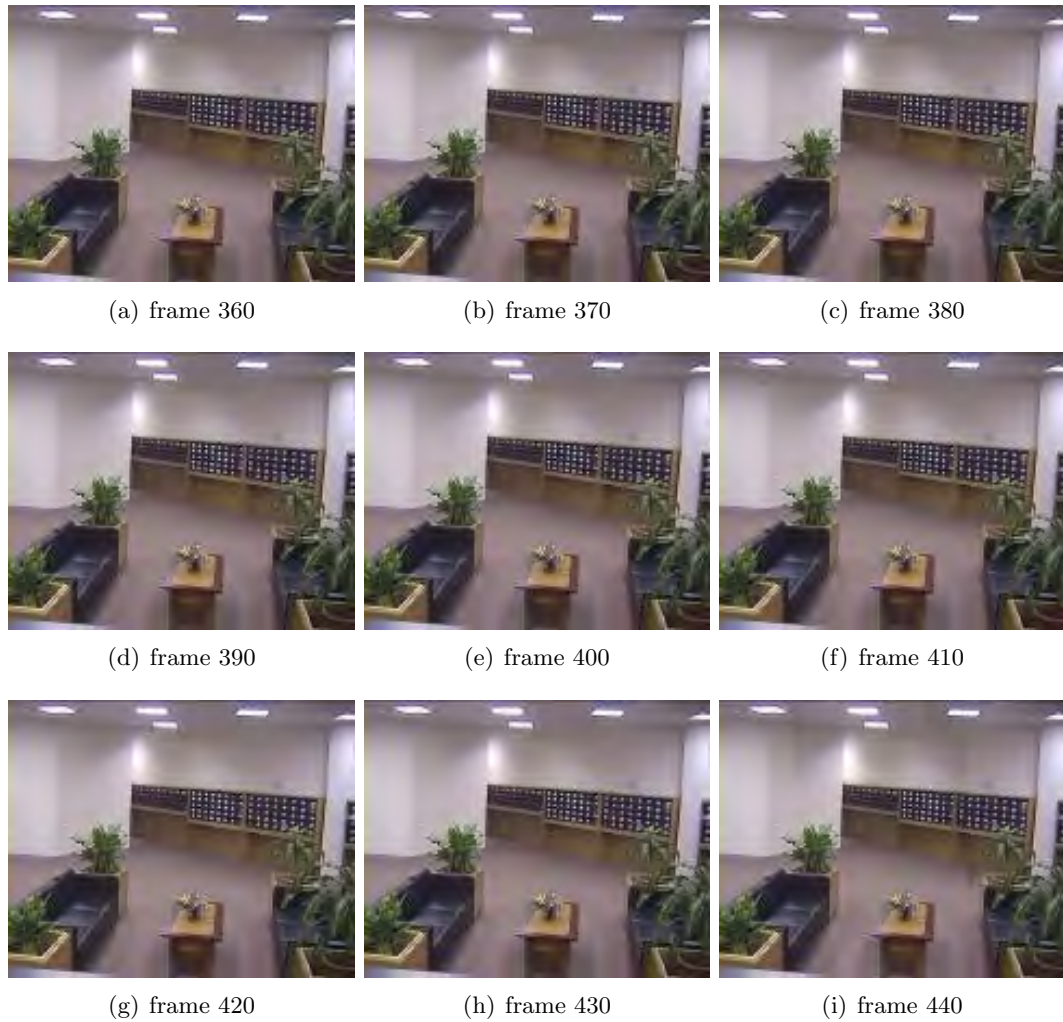 (a) frame 360
(b) frame 370
(c) frame 380
(d) frame 390
(e) frame 400
(f) frame 410
(g) frame 420
(h) frame 430
(i) frame 440